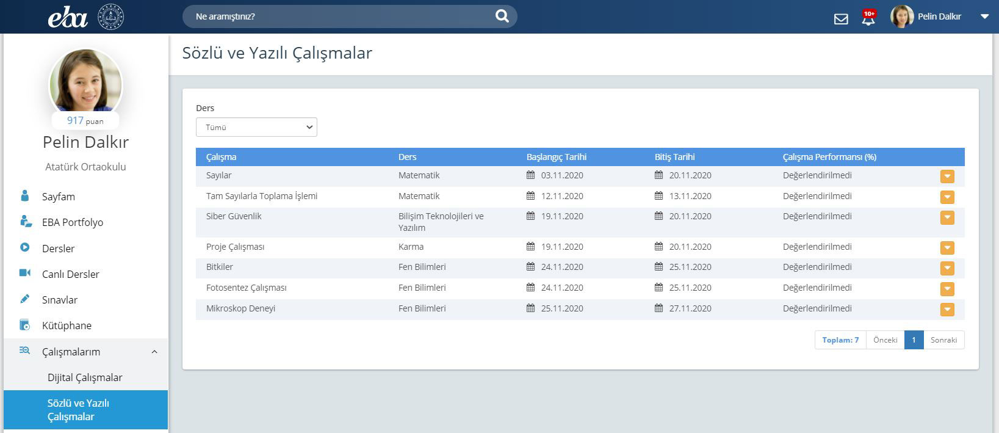 eba
Ne aramıştınız?
10+
Pelin Dalkır
917 puan
Pelin Dalkır
Atatürk Ortaokulu
Sayfam
EBA Portfolyo
Dersler
Canlı Dersler
Sınavlar
Kütüphane
Çalışmalarım
Dijital Çalışmalar
Sözlü ve Yazılı
Çalışmalar
Sözlü ve Yazılı Çalışmalar
Ders
Tümü
Çalışma Ders Başlangıç Tarihi Bitiş Tarihi Çalışma Performansı (%)
Sayılar Matematik 03.11.2020 20.11.2020 Değerlendirilmedi
Tam Sayılarla Toplama İşlemi Matematik 12.11.2020 13.11.2020 Değerlendirilmedi
Siber Güvenlik Bilişim Teknolojileri ve 19.11.2020 20.11.2020 Değerlendirilmedi
Yazılım
Proje Çalışması Karma 19.11.2020 20.11.2020 Değerlendirilmedi
Bitkiler Fen Bilimleri 24.11.2020 25.11.2020 Değerlendirilmedi
Fotosentez Çalışması Fen Bilimleri 24.11.2020 25.11.2020 Değerlendirilmedi
Mikroskop Deneyi Fen Bilimleri 25.11.2020 27.11.2020 Değerlendirilmedi
Toplam: 7 Önceki 1 Sonraki